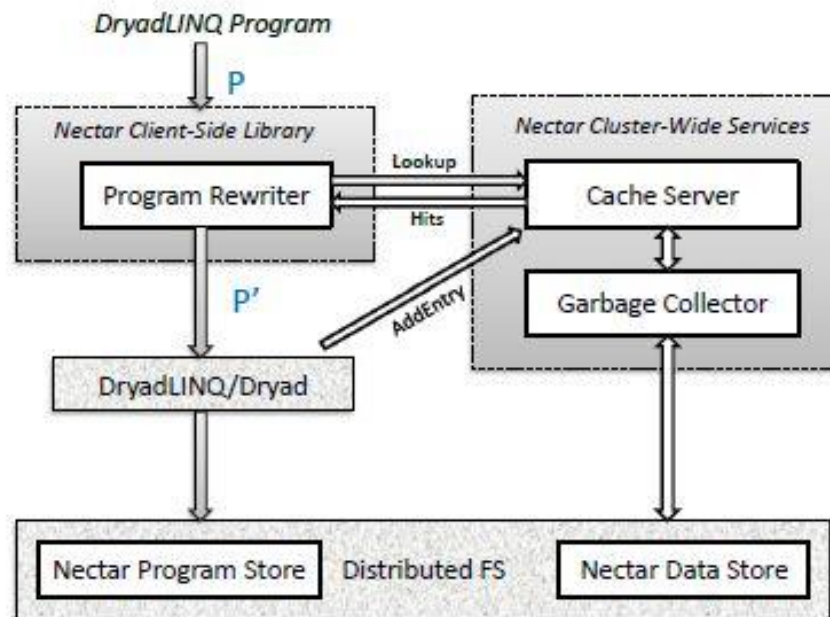 DryadLINQ Program
P
Nectar Client-Side Library
Nectar Cluster-Wide Services
Program Rewriter
Lookup
Hits
Cache Server
P'
AddEntry
Garbage Collector
DryadLINQ/Dryad
Nectar Program Store
Distributed FS
Nectar Data Store